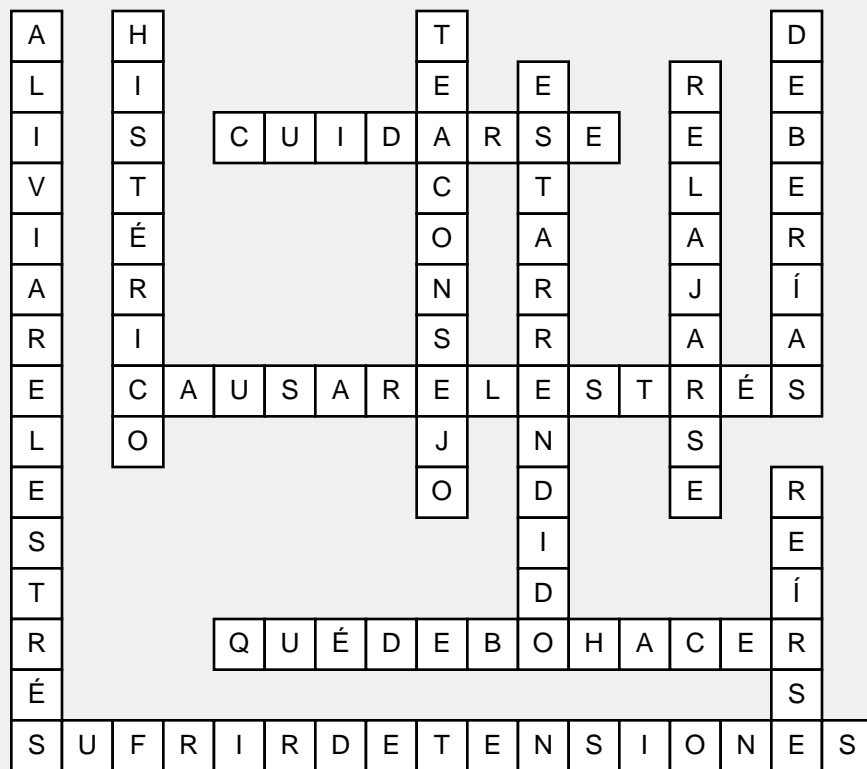 A H T D
L I E E R E
I S C U I D A R S E E B
V T C T L E
I É O A A R
A R N R J Í
R I S R A A
E C A U S A R E L E S T R É S
L O J N S
E O D E R
S I E
T D Í
R Q U É D E B O H A C E R
É S
S U F R I R D E T E N S I O N E S